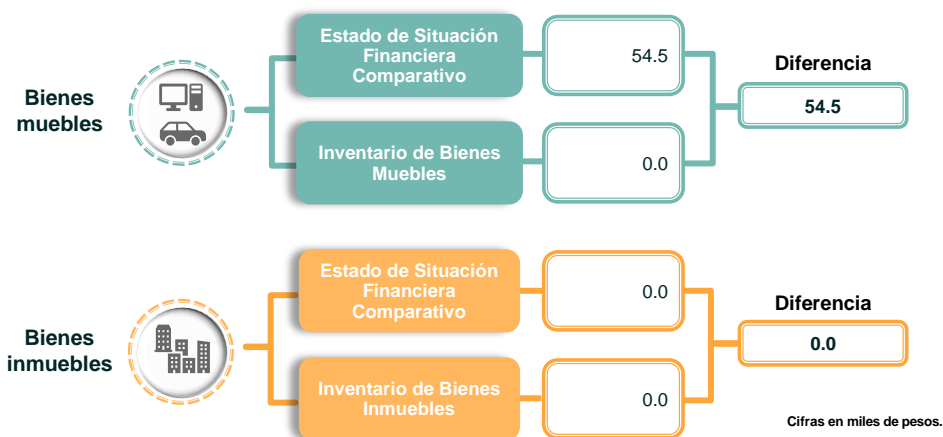 Bienes
muebles
Estado de Situación
Financiera
Comparativo
54.5
Inventario de Bienes
Muebles
0.0
Diferencia
54.5
Bienes
inmuebles
Estado de Situación
Financiera
Comparativo
0.0
Inventario de Bienes
Inmuebles
0.0
Diferencia
0.0
Cifras en miles de pesos.